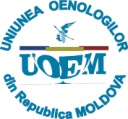 UNIUNEA OENOLOGILOR
UOEM
din Republica MOLDOVA